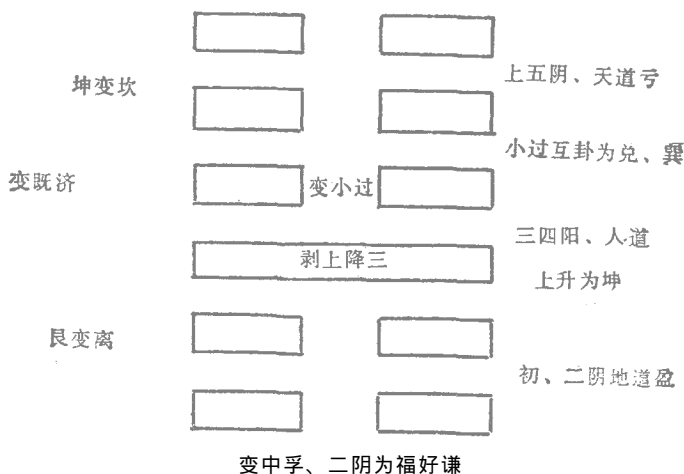 坤变坎
上五阴、天道亏
小过互卦为兑、巽
变既济
变小过
三四阳、人道
剥上降三
上升为坤
艮变离
初、二阴地道盈
变中孚、二阴为福好谦